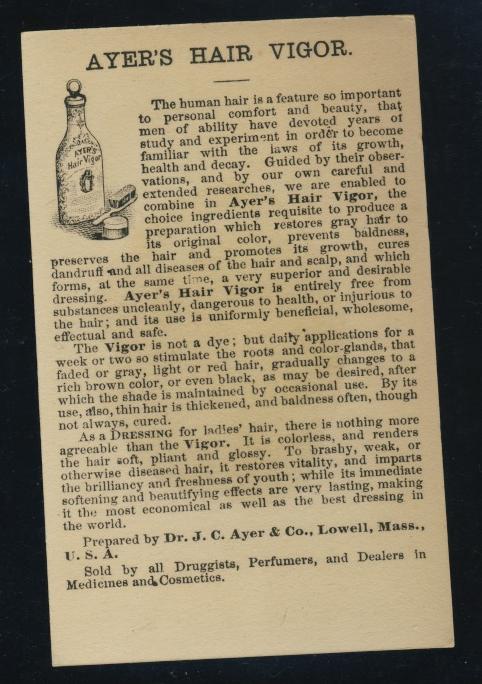 AYER'S HAIR VIGOR.
AYER'S
Hair Vigor
The human hair is a feature so important
to personal comfort and beauty, that
men of ability have devoted years of
study and experiment in order to become
familiar with the laws of its growth,
health and decay. Guided by their obser-
vations, and by our own careful and
extended researches, we are enabled to
combine in Ayer's Hair Vigor, the
choice ingredients requisite to produce a
preparation which restores gray hair to
its original color, prevents baldness,
preserves the hair and promotes its growth, cures
dandruff and all diseases of the hair and scalp, and which
forms, at the same time, a very superior and desirable
dressing. Ayer's Hair Vigor is entirely free from
substances uncleanly, dangerous to health, or injurious to
the hair; and its use is uniformly beneficial, wholesome,
effectual and safe.
The Vigor is not a dye; but daily applications for a
week or two so stimulate the roots and color-glands, that
faded or gray, light or red hair, gradually changes to a
rich brown color, or even black, as may be desired, after
which the shade is maintained by occasional use. By its
use, also, thin hair is thickened, and baldness often, though
not always, cured.
As a DRESSING for ladies' hair, there is nothing more
agreeable than the Vigor. It is colorless, and renders
the hair soft, pliant and glossy. To brashy, weak, or
otherwise diseased hair, it restores vitality, and imparts
the brilliancy and freshness of youth; while its immediate
softening and beautifying effects are very lasting, making
it the most economical as well as the best dressing in
the world.
Prepared by Dr. J. C. Ayer & Co., Lowell, Mass.,
U. S. A.
Sold by all Druggists, Perfumers, and Dealers in
Medicines and Cosmetics.